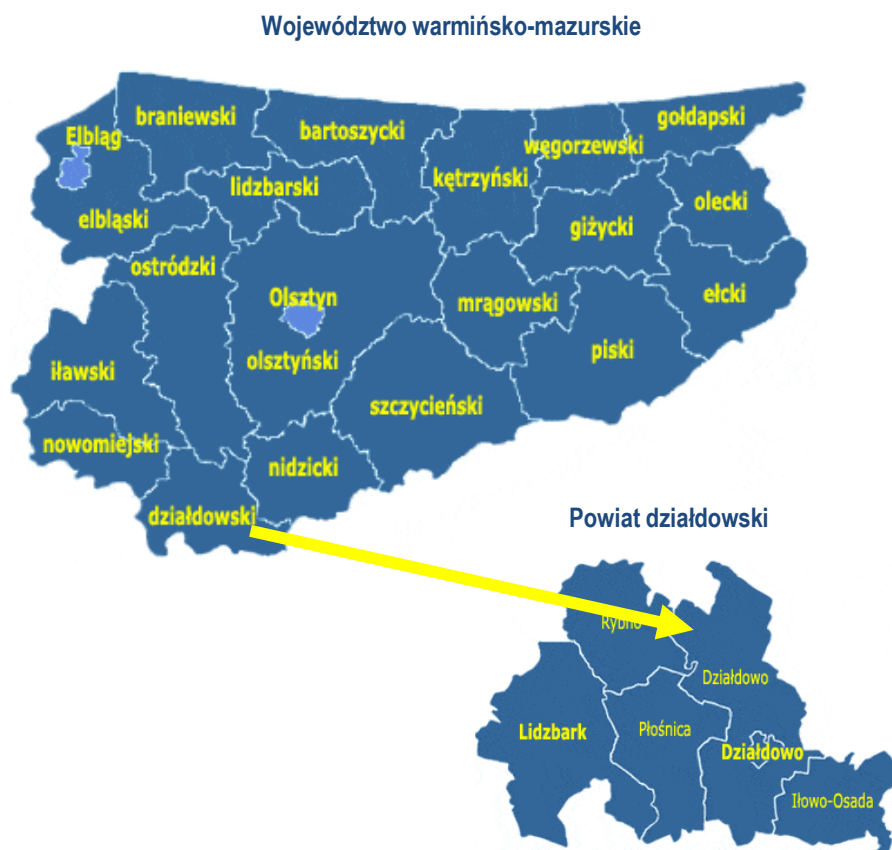 Województwo warmińsko-mazurskie
braniewski
bartoszycki
gołdapski
Elbląg
węgorzewski
kętrzyński
lidzbarski
olecki
elbląski
giżycki
ostródzki
Olsztyn
mrągowski
ełcki
piski
iławski
olsztyński
szczycieński
nowomiejski
nidzicki
działdowski
Powiat działdowski
Rybno
Działdowo
Lidzbark
Płośnica
Działdowo
Iłowo-Osada